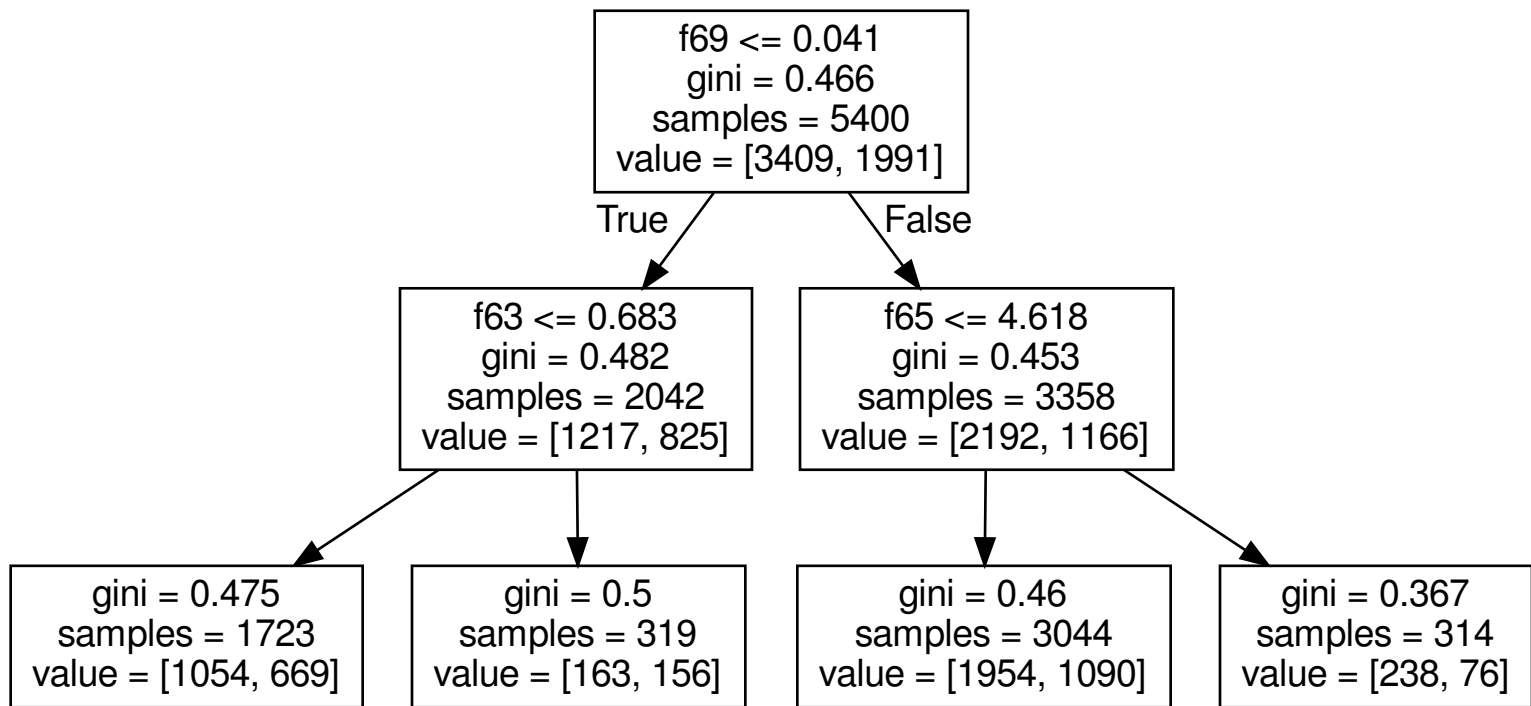 f69 <= 0.041
gini = 0.466
samples = 5400
value = [3409, 1991]
True
False
f63 <= 0.683
gini = 0.482
samples = 2042
value = [1217, 825]
f65 <= 4.618
gini = 0.453
samples = 3358
value = [2192, 1166]
gini = 0.475
samples = 1723
value = [1054, 669]
gini = 0.5
samples = 319
value = [163, 156]
gini = 0.46
samples = 3044
value = [1954, 1090]
gini = 0.367
samples = 314
value = [238, 76]